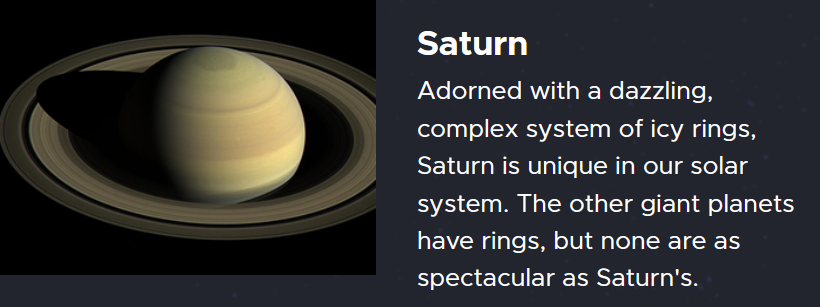 Saturn
Adorned with a dazzling,
complex system of icy rings,
Saturn is unique in our solar
system. The other giant planets
have rings, but none are as
spectacular as Saturn's.